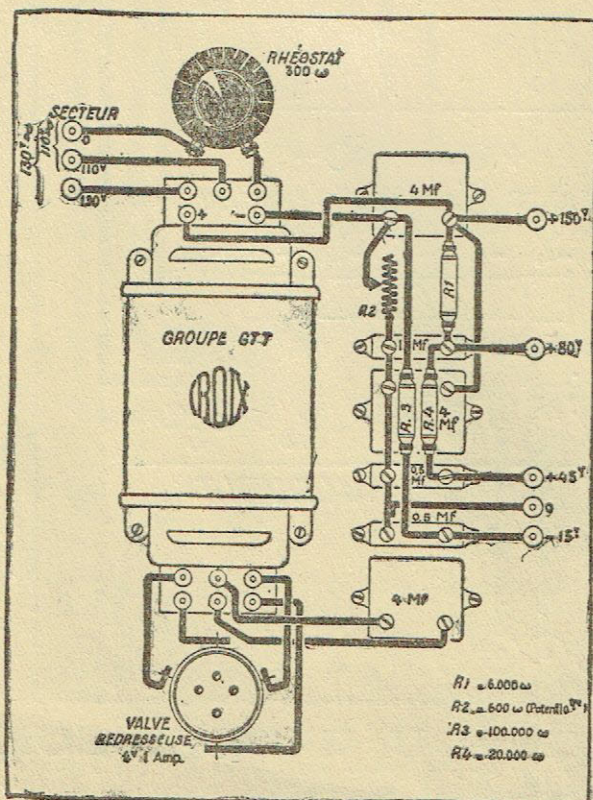 RHÉOSTAT
300 ω
SECTEUR
0
110V
130V
110V
130V
4 Mf
+150V
+
-
R1
R2
GROUPE GTT
CROIX
1 Mf
+80V
R.3
R.4
4 Mf
0.5 Mf
+45V
9
0.5 Mf
-15V
4 Mf
VALVE
REDRESSEUSE
4V 1 Amp.
R1 = 6.000 ω
R2 = 600 ω
R3 = 100.000 ω
R4 = 20.000 ω